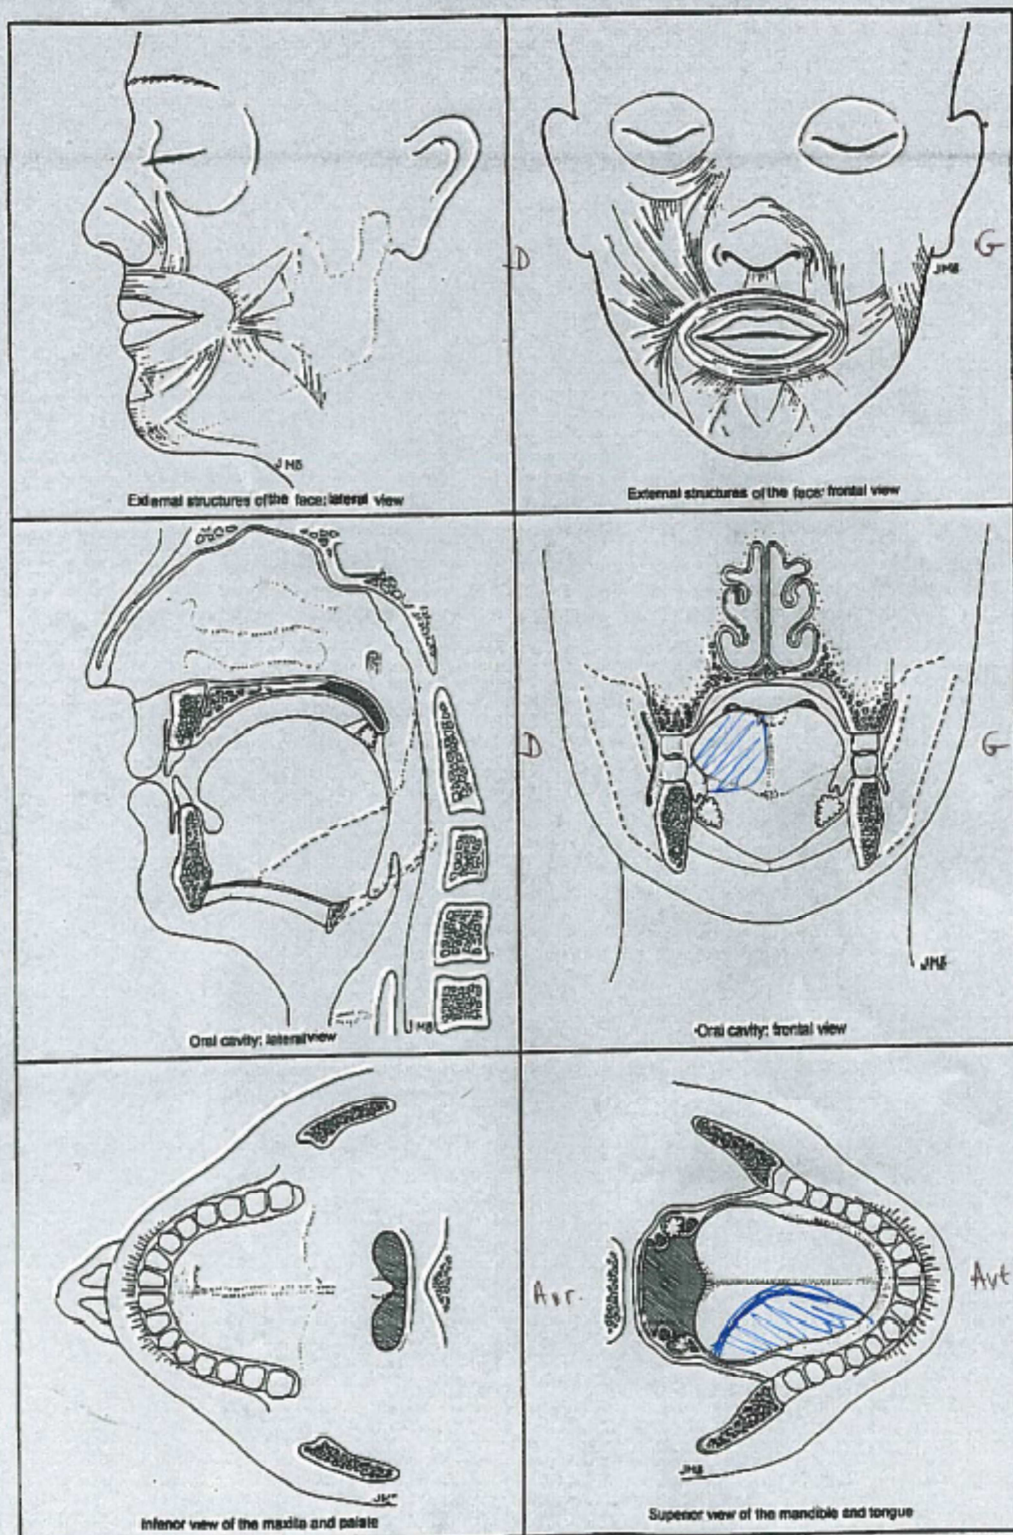 JMB
External structures of the face: lateral view
D
G
JMB
External structures of the face: frontal view
JMB
Oral cavity: lateral view
D
G
JMB
Oral cavity: frontal view
Inferior view of the maxilla and palate
Arr.
Avt
JMB
Superior view of the mandible and tongue